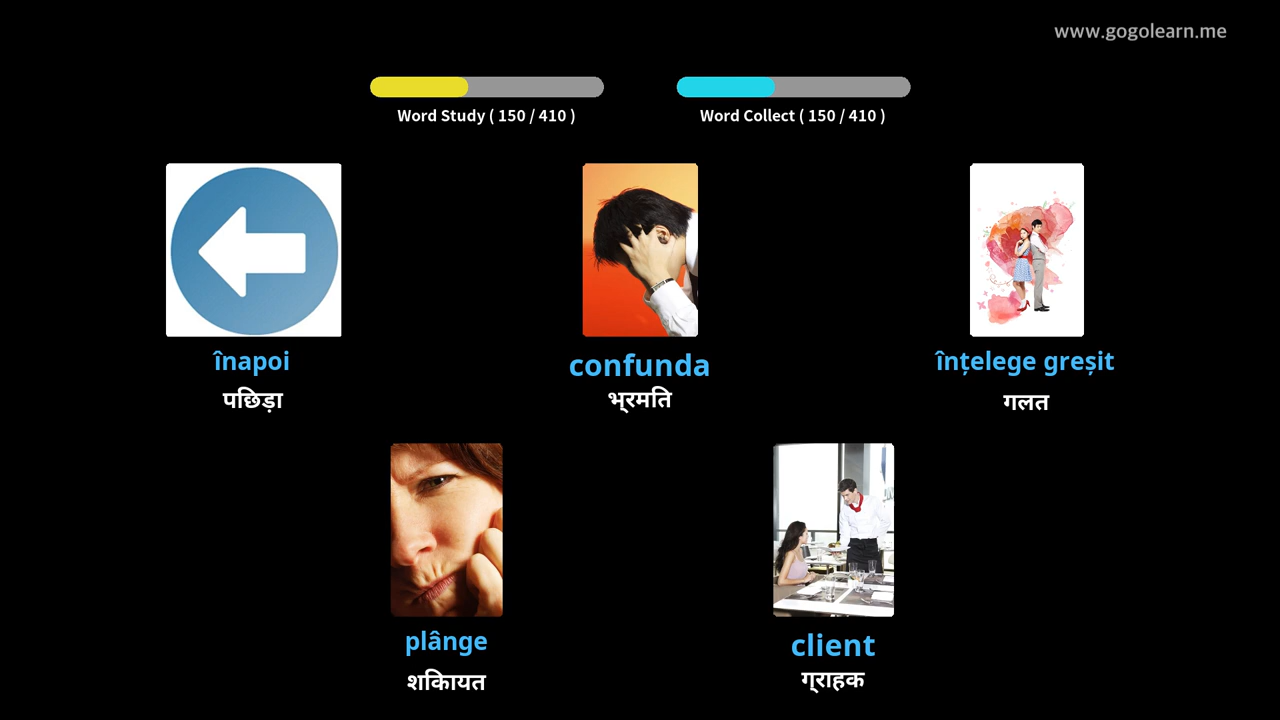 www.gogolearn.me
Word Study ( 150 / 410 )
Word Collect ( 150 / 410 )
înapoi
confunda
înțelege greșit
पछिड़ा
भ्‌रमति
गलत
plânge
client
शकिायत
ग्‌राहक